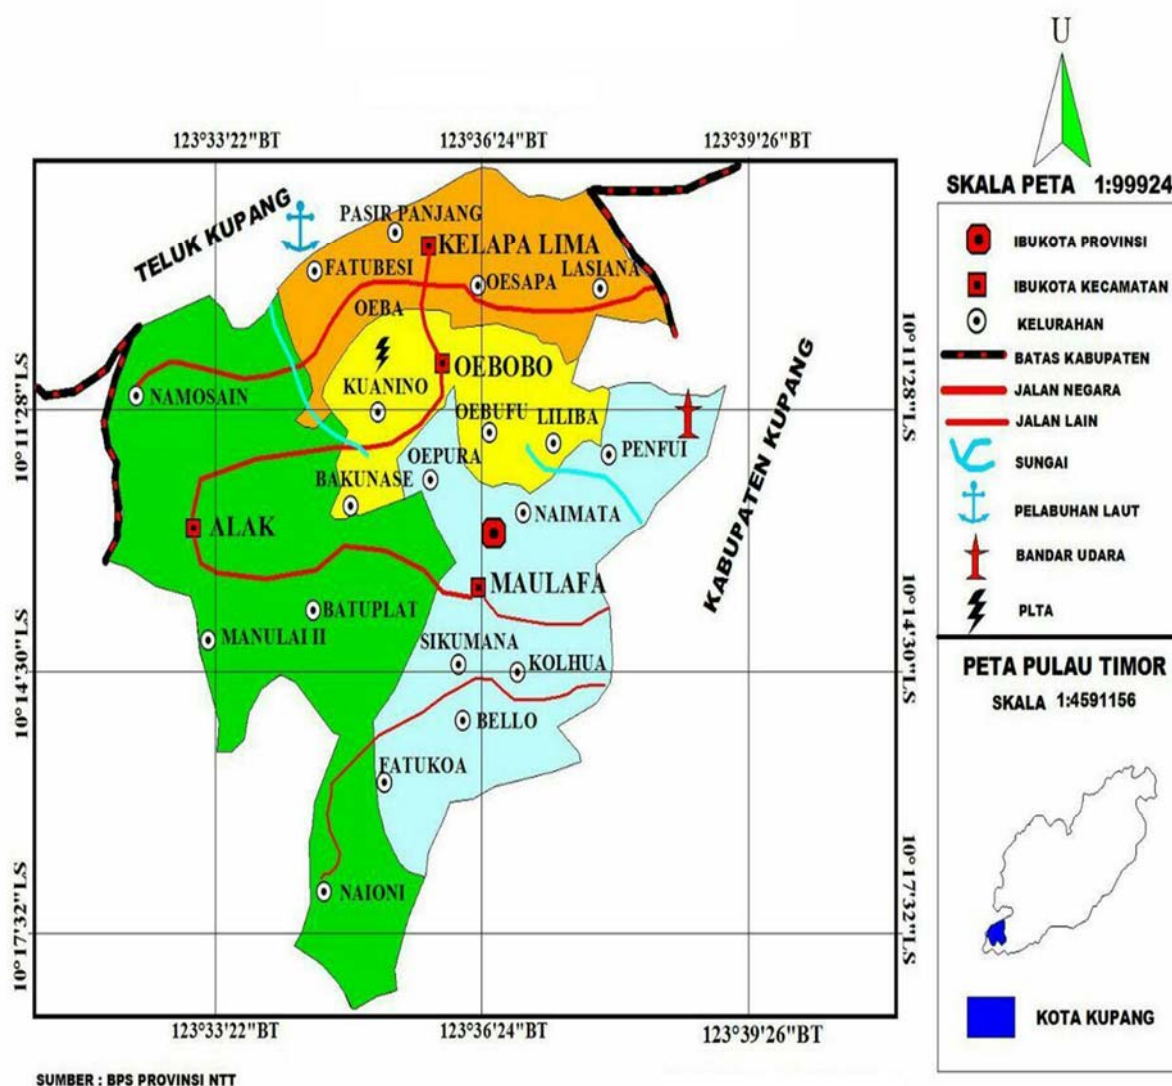 U
123°33'22"BT
123°36'24"BT
123°39'26"BT
SKALA PETA 1:99924
TELUK KUPANG
PASIR PANJANG
KELAPA LIMA
FATUBESI
OESAPA
LASIANA
OEBA
OEBOBO
KUANINO
NAMOSAIN
OEBUFU
LILIBA
PENFUI
OEPURA
BAKUNASE
NAIMATA
ALAK
MAULAFA
BATUPLAT
MANULAI II
SIKUMANA
KOLHUA
BELLO
FATUKOA
NAIONI
KABUPATEN KUPANG
10°11'28"LS
10°14'30"LS
10°17'32"LS
10°11'28"LS
10°14'30"LS
10°17'32"LS
123°33'22"BT
123°36'24"BT
123°39'26"BT
IBUKOTA PROVINSI
IBUKOTA KECAMATAN
KELURAHAN
BATAS KABUPATEN
JALAN NEGARA
JALAN LAIN
SUNGAI
PELABUHAN LAUT
BANDAR UDARA
PLTA
PETA PULAU TIMOR
SKALA 1:4591156
KOTA KUPANG
SUMBER : BPS PROVINSI NTT